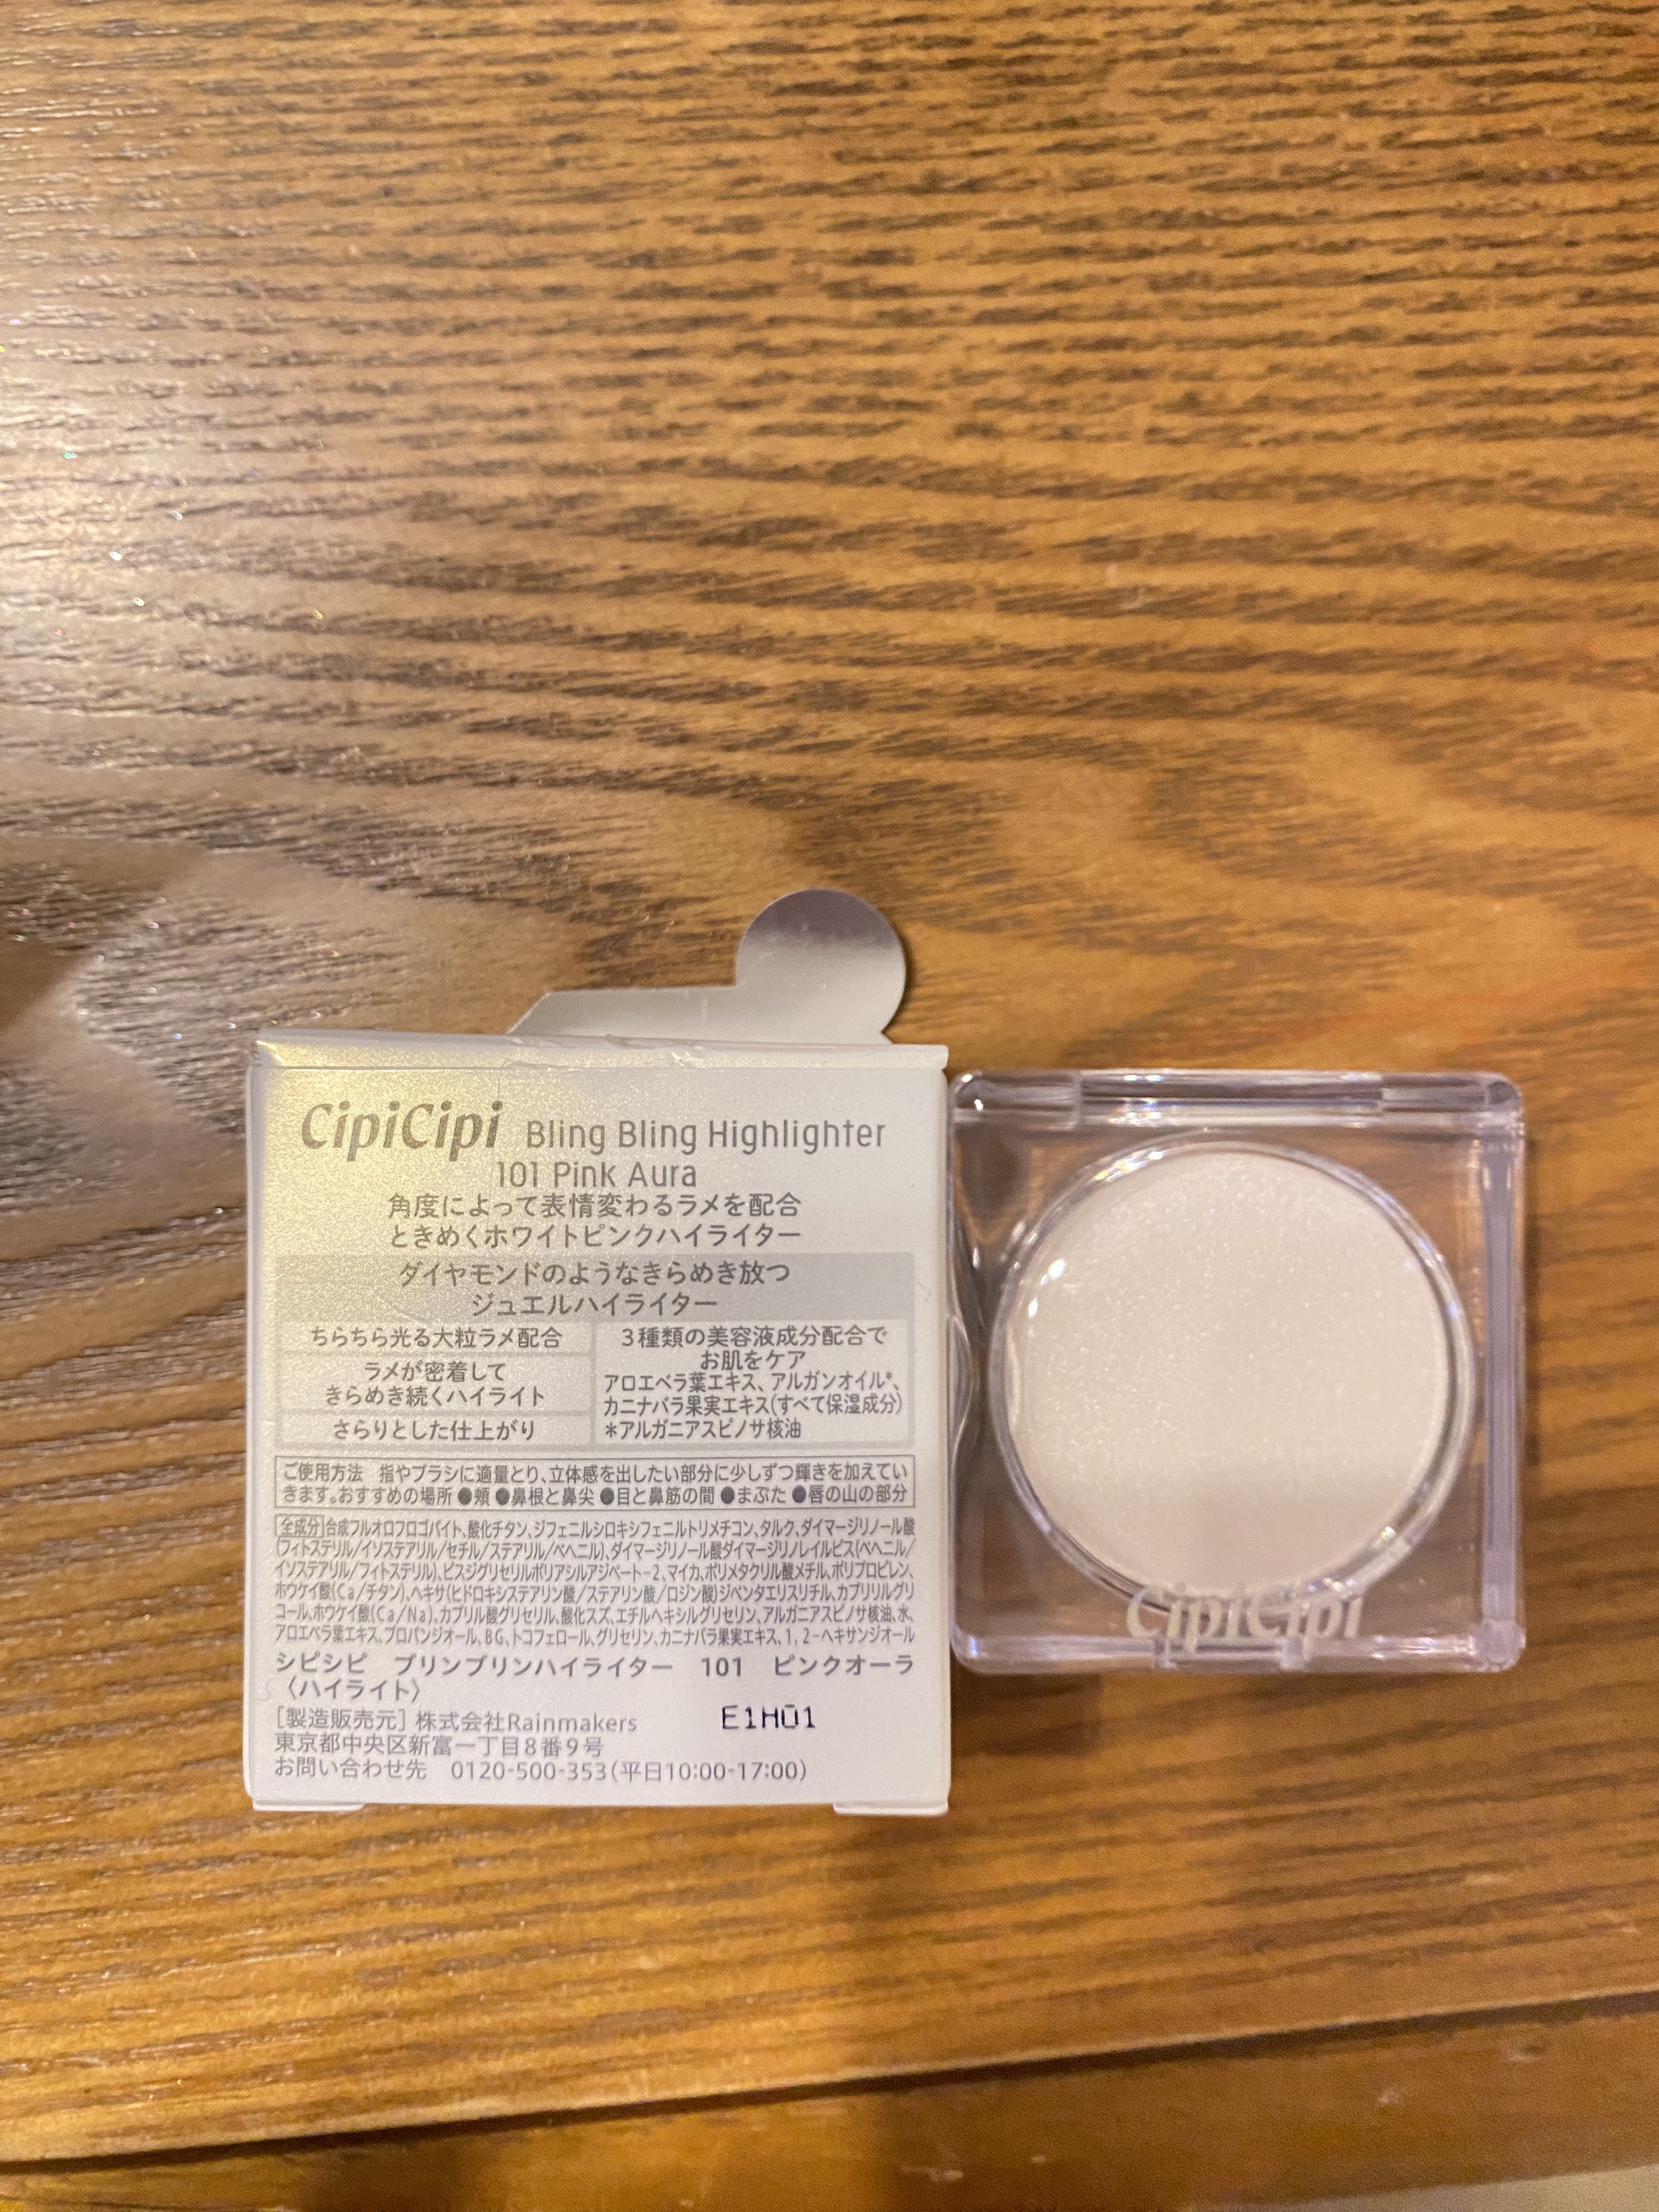 CipiCipi Bling Bling Highlighter
101 Pink Aura
角度によって表情変わるラメを配合
ときめくホワイトピンクハイライター
ダイヤモンドのようなきらめき放つ
ジュエルハイライター
ちらちら光る大粒ラメ配合
ラメが密着して
きらめき続くハイライト
さらりとした仕上がり
3種類の美容液成分配合で
お肌をケア
アロエベラ葉エキス、アルガンオイル*、
カニナバラ果実エキス(すべて保湿成分)
*アルガニアスピノサ核油
ご使用方法 指やブラシに適量とり、立体感を出したい部分に少しずつ輝きを加えてい
きます。おすすめの場所 ●頬 ●鼻根と鼻尖 ●目と鼻筋の間 ●まぶた ●唇の山の部分
全成分 合成フルオロフロゴパイト、酸化チタン、ジフェニルシロキシフェニルトリメチコン、タルク、ダイマージリノール酸
(フィトステリル/イソステアリル/セチル/ステアリル/ベヘニル)、ダイマージリノール酸ダイマージリノレイルビス(ベヘニル/
イソステアリル/フィトステリル)、ビスジグリセリルポリアシルアジペート-2、マイカ、ポリメタクリル酸メチル、ポリプロピレン、
ホウケイ酸(Ca/チタン)、ヘキサ(ヒドロキシステアリン酸/ステアリン酸/ロジン酸)ジペンタエリスリチル、カプリリルグリ
コール、ホウケイ酸(Ca/Na)、カプリル酸グリセリル、酸化スズ、エチルヘキシルグリセリン、アルガニアスピノサ核油、水、
アロエベラ葉エキス、プロパンジオール、BG、トコフェロール、グリセリン、カニナバラ果実エキス、1,2-ヘキサンジオール
シピシピ ブリンブリンハイライター 101 ピンクオーラ
〈ハイライト〉
[製造販売元] 株式会社Rainmakers
E1H01
東京都中央区新富一丁目8番9号
お問い合わせ先 0120-500-353(平日10:00-17:00)
CipiCipi